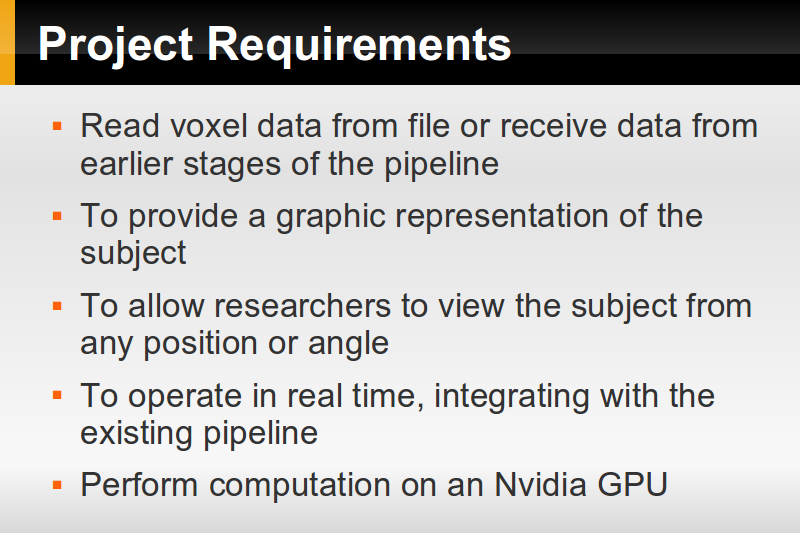 Project Requirements
Read voxel data from file or receive data from
earlier stages of the pipeline
To provide a graphic representation of the
subject
To allow researchers to view the subject from
any position or angle
To operate in real time, integrating with the
existing pipeline
Perform computation on an Nvidia GPU